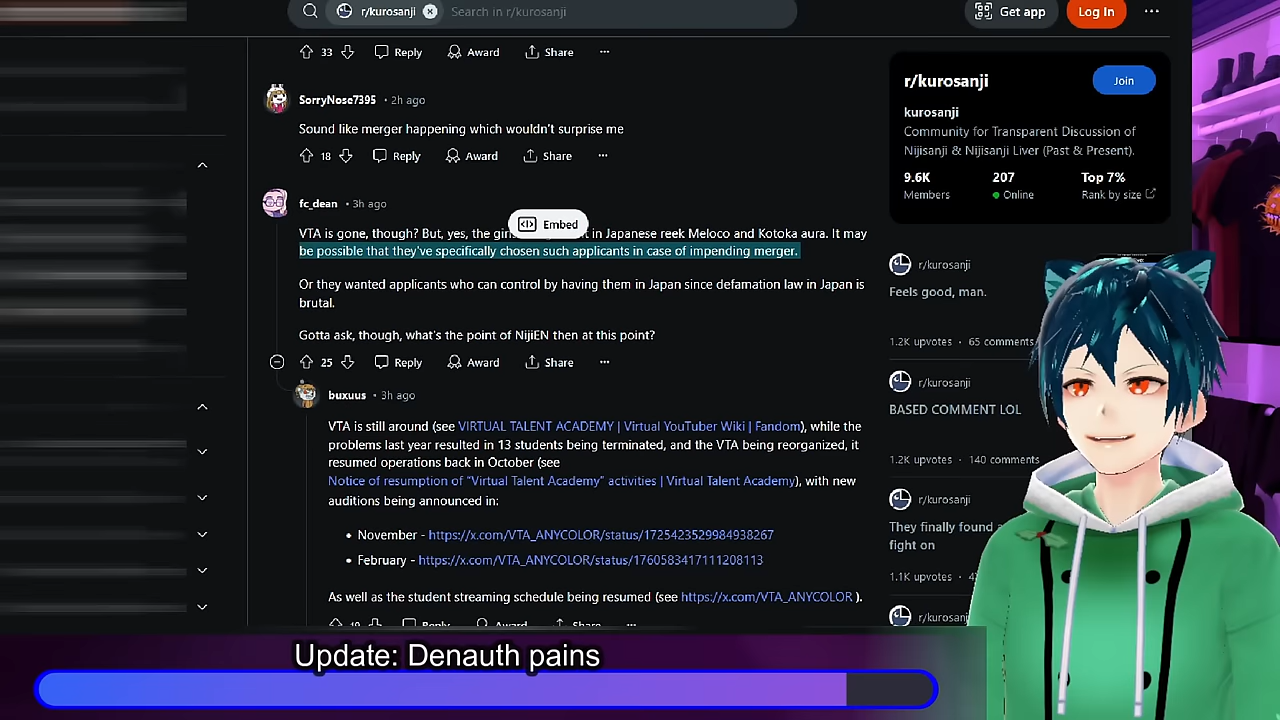 r/kurosanji
Search in r/kurosanji
Get app
Log In
33
Reply
Award
Share
SorryNose7395 • 2h ago
Sound like merger happening which wouldn't surprise me
18
Reply
Award
Share
fc_dean • 3h ago
Embed
VTA is gone, though? But, yes, the in Japanese reek Meloco and Kotoka aura. It may
be possible that they've specifically chosen such applicants in case of impending merger.
Or they wanted applicants who can control by having them in Japan since defamation law in Japan is
brutal.
Gotta ask, though, what's the point of NijiEN then at this point?
25
Reply
Award
Share
buxuus • 3h ago
VTA is still around (see VIRTUAL TALENT ACADEMY | Virtual YouTuber Wiki | Fandom), while the
problems last year resulted in 13 students being terminated, and the VTA being reorganized, it
resumed operations back in October (see
Notice of resumption of "Virtual Talent Academy" activities | Virtual Talent Academy), with new
auditions being announced in:
• November - https://x.com/VTA_ANYCOLOR/status/1725423529984938267
• February - https://x.com/VTA_ANYCOLOR/status/1760583417111208113
As well as the student streaming schedule being resumed (see https://x.com/VTA_ANYCOLOR ).
19
Reply
Award
Share
r/kurosanji
Join
kurosanji
Community for Transparent Discussion of
Nijisanji & Nijisanji Liver (Past & Present).
9.6K
207
Top 7%
Members
Online
Rank by size
r/kurosanji
Feels good, man.
1.2K upvotes • 65 comments
r/kurosanji
BASED COMMENT LOL
1.2K upvotes • 140 comments
r/kurosanji
They finally found
fight on
1.1K upvotes
r/kurosanji
Update: Denauth pains